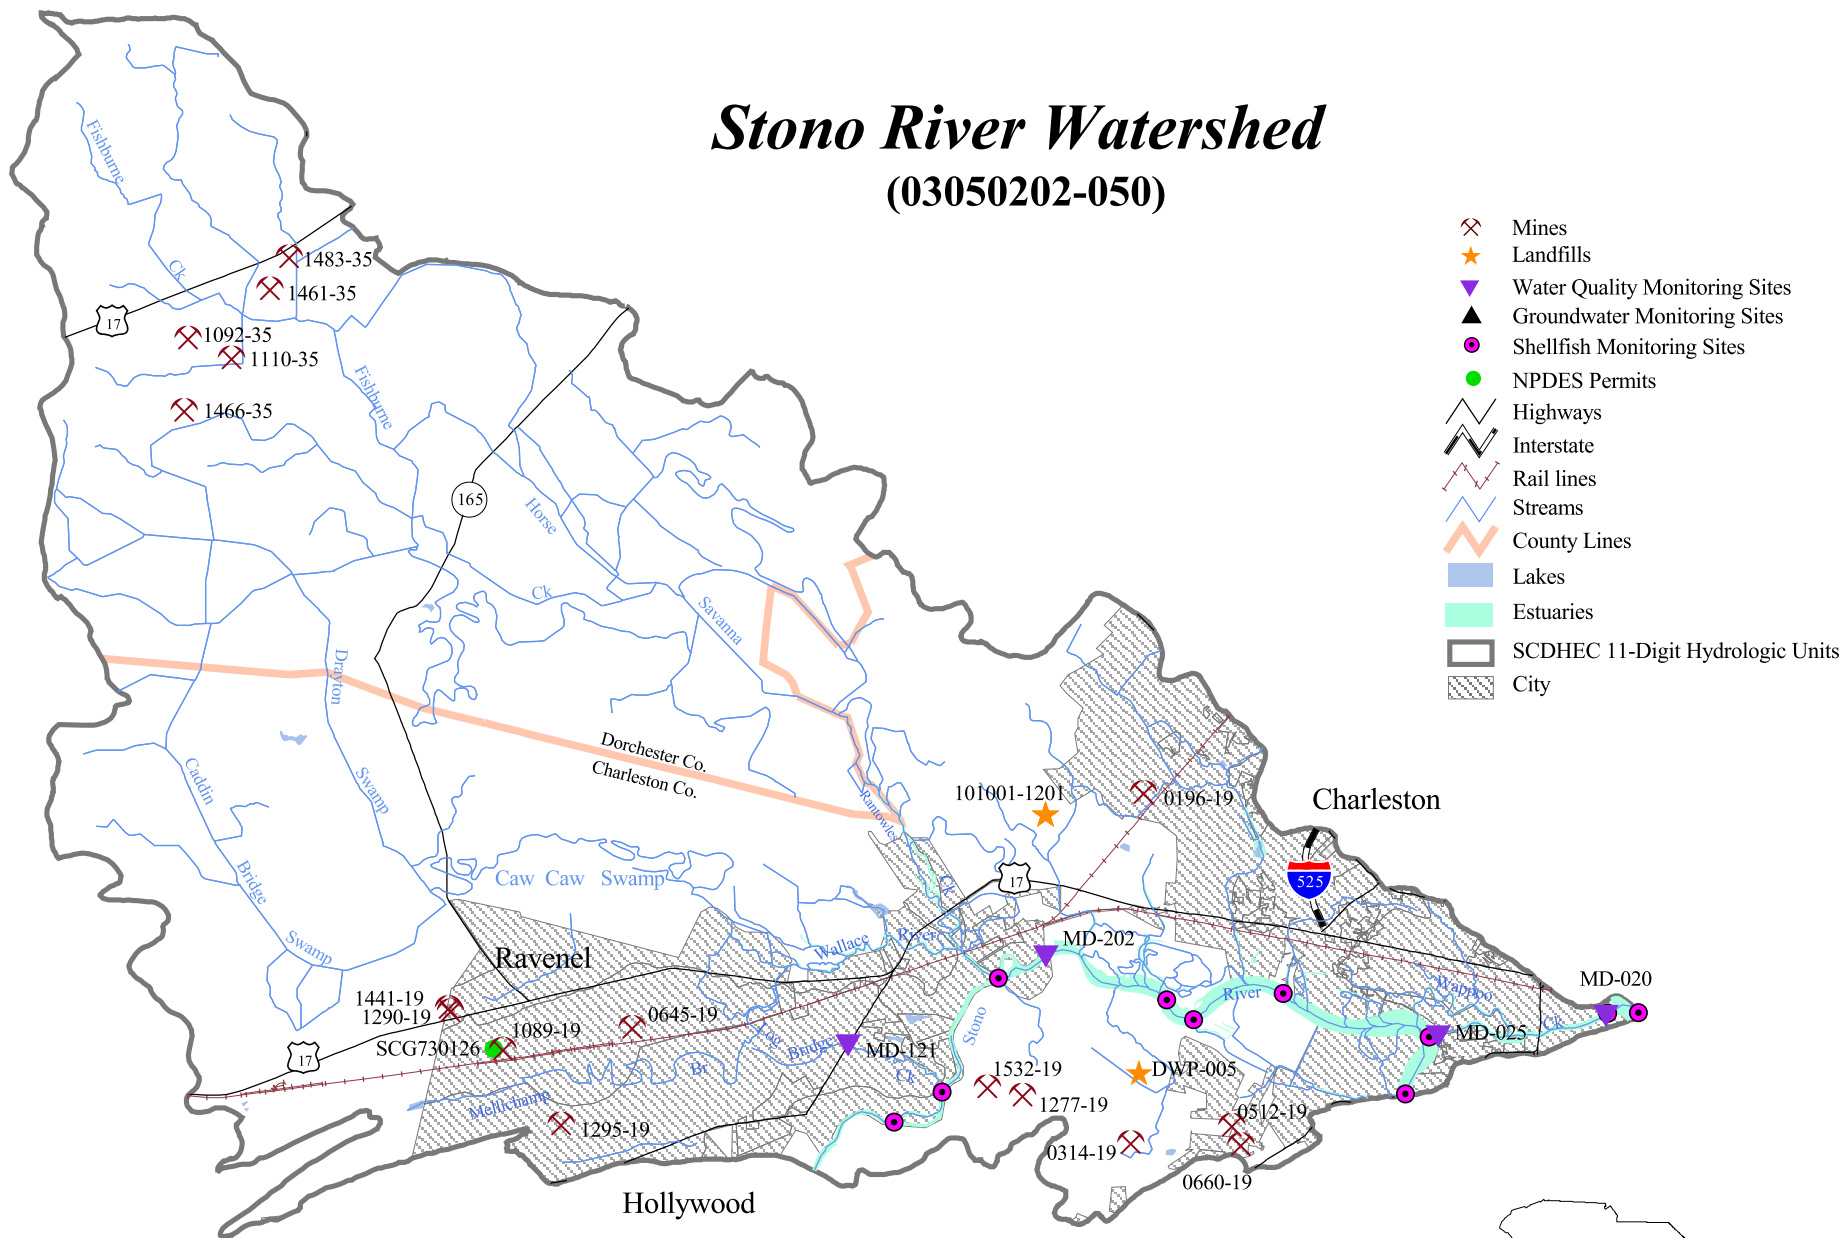 Stono River Watershed
(03050202-050)
Mines
Landfills
Water Quality Monitoring Sites
Groundwater Monitoring Sites
Shellfish Monitoring Sites
NPDES Permits
Highways
Interstate
Rail lines
Streams
County Lines
Lakes
Estuaries
SCDHEC 11-Digit Hydrologic Units
City
Fishburne
Ck
1483-35
1461-35
17
1092-35
1110-35
1466-35
Fishburne
165
Horse
Ck
Savanna
Drayton
Swamp
Dorchester Co.
Charleston Co.
Caddin
Bridge
Swamp
Rantowles
Ck
101001-1201
0196-19
Charleston
525
17
Caw Caw Swamp
Wallace
River
Ravenel
MD-202
MD-020
Wappoo
Ck
River
1441-19
1290-19
0645-19
1089-19
SCG730126
17
Log
Bridge
Ck
MD-121
Stono
MD-025
Br
Mellichamp
1532-19
DWP-005
1277-19
0512-19
1295-19
0314-19
0660-19
Hollywood